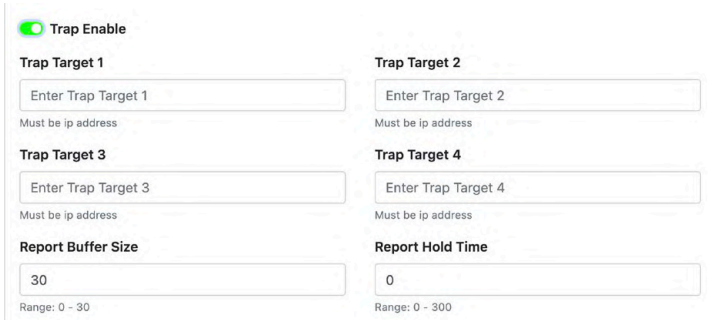 Trap Enable
Trap Target 1
Trap Target 2
Enter Trap Target 1
Enter Trap Target 2
Must be ip address
Must be ip address
Trap Target 3
Trap Target 4
Enter Trap Target 3
Enter Trap Target 4
Must be ip address
Must be ip address
Report Buffer Size
Report Hold Time
30
0
Range: 0 - 30
Range: 0 - 300